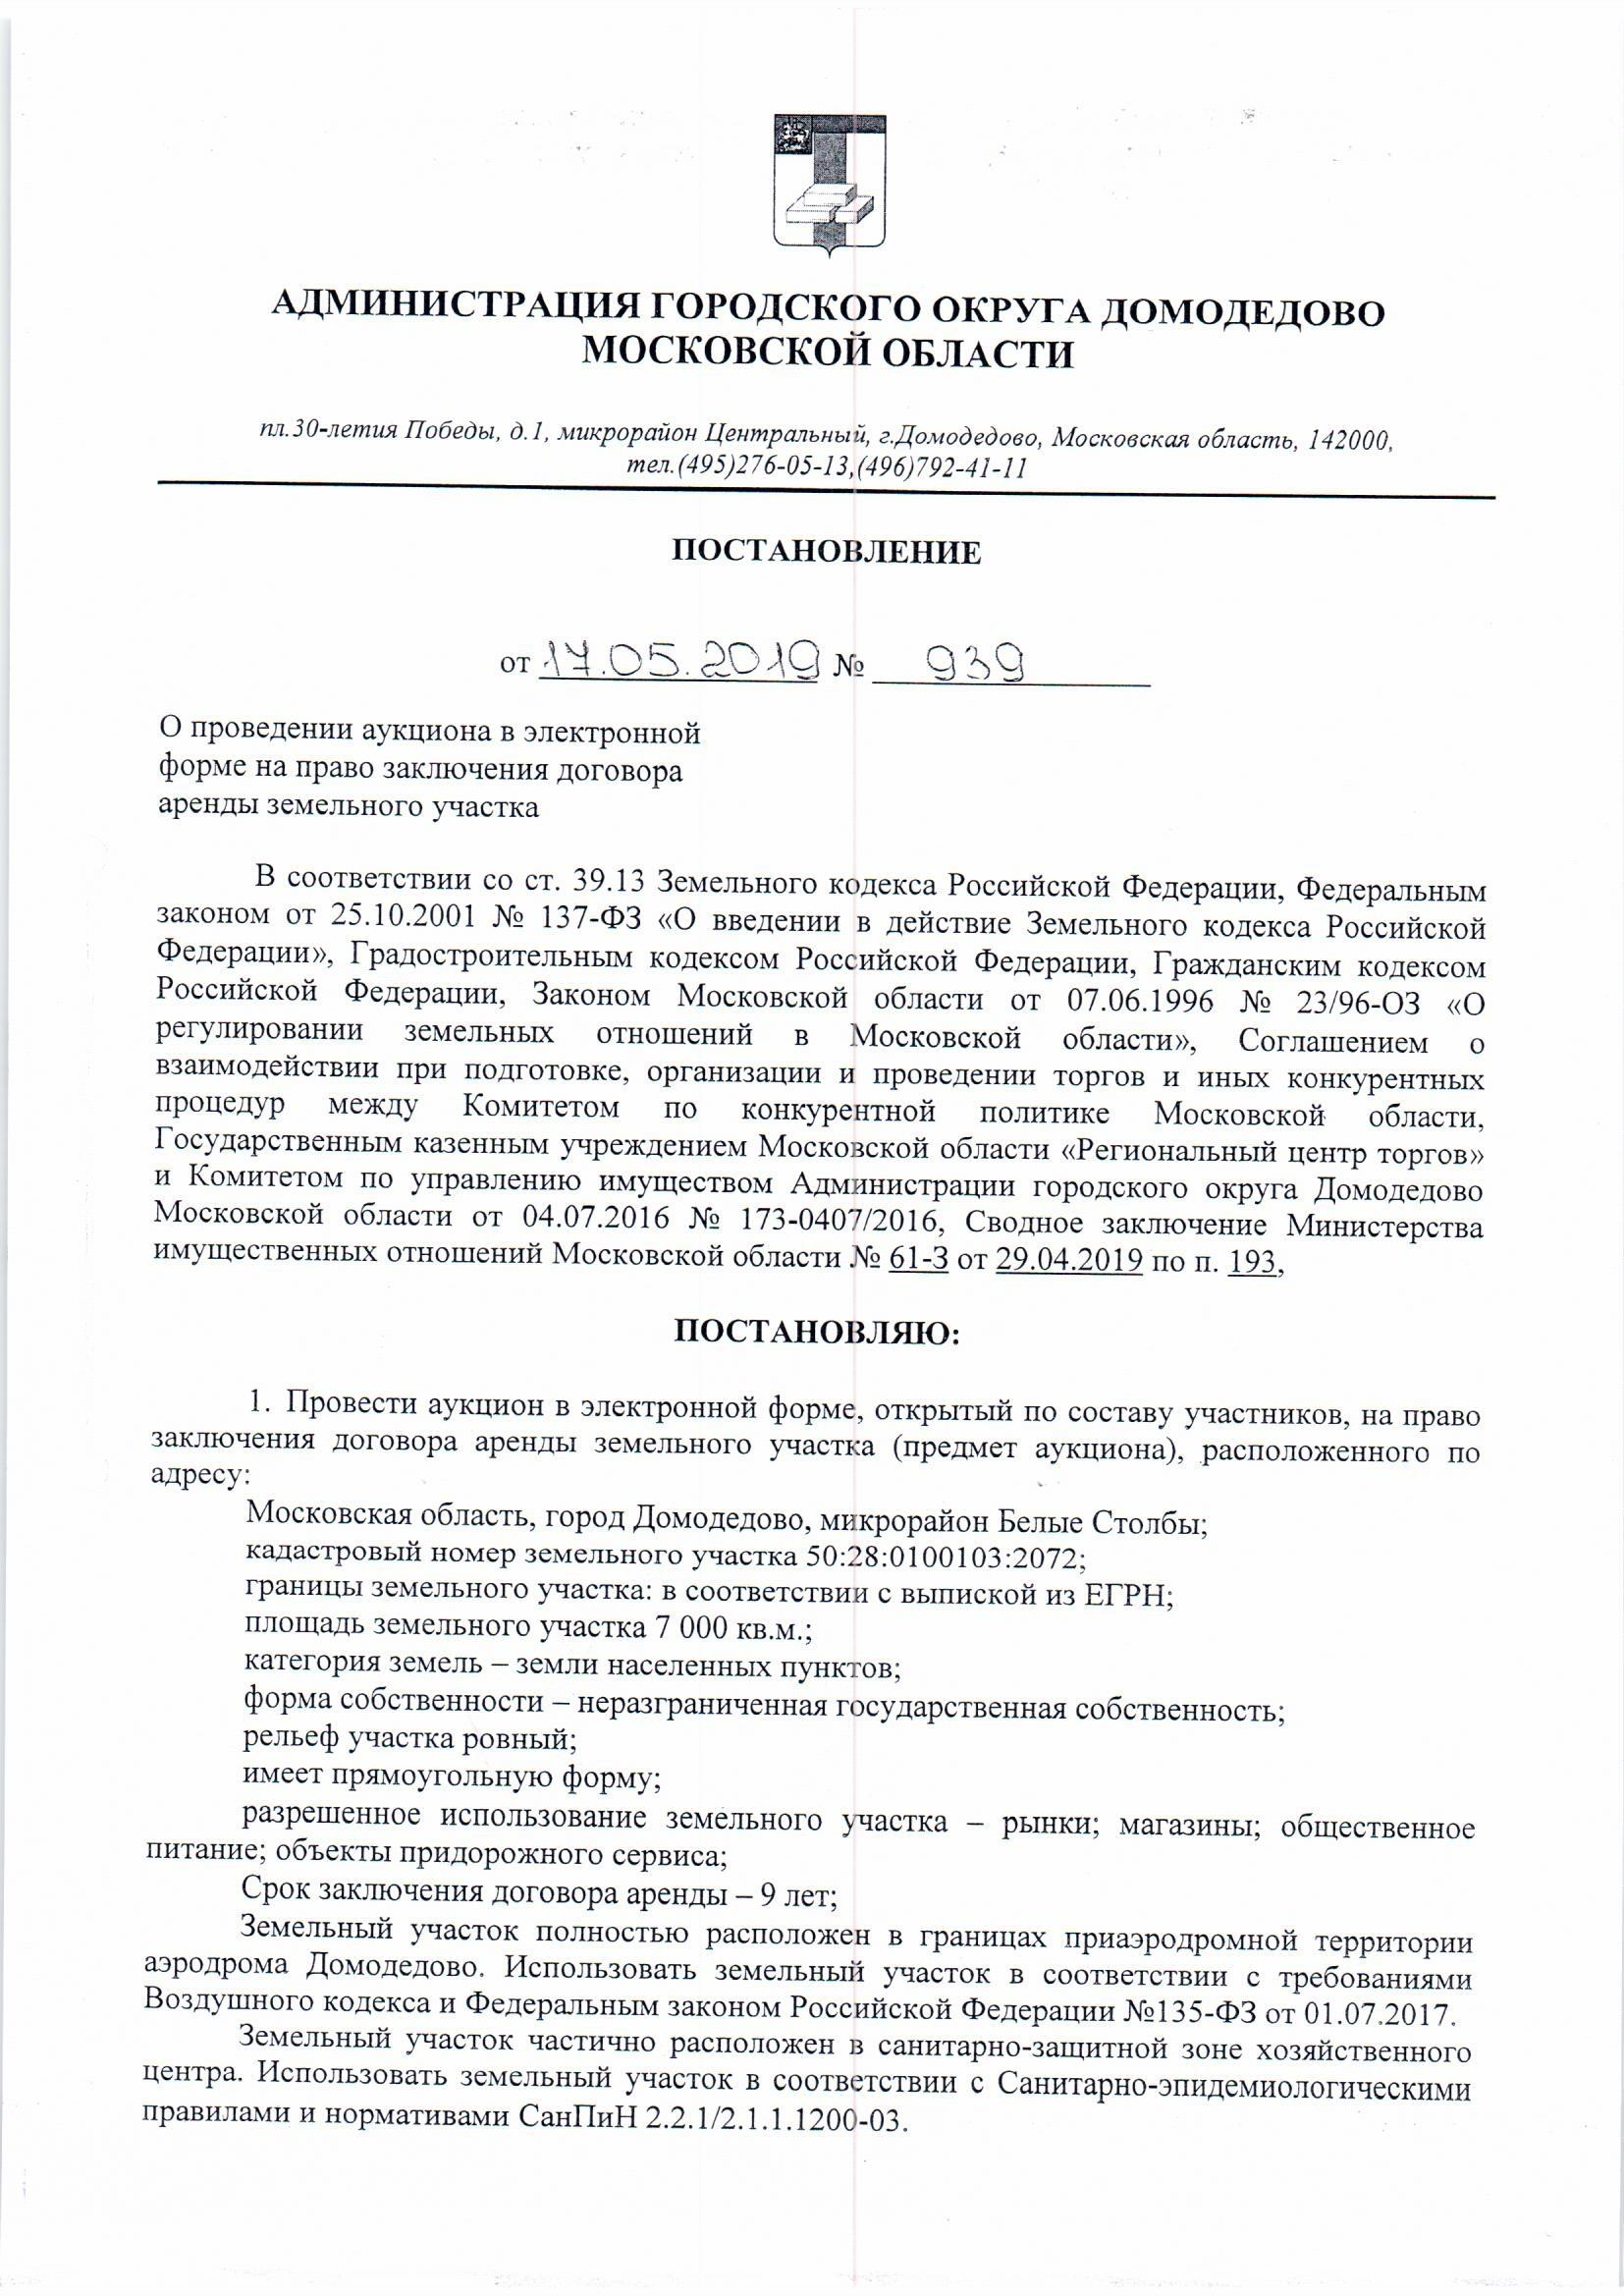 АДМИНИСТРАЦИЯ ГОРОДСКОГО ОКРУГА ДОМОДЕДОВО
МОСКОВСКОЙ ОБЛАСТИ
пл.30-летия Победы, д.1, микрорайон Центральный, г.Домодедово, Московская область, 142000,
тел.(495)276-05-13,(496)792-41-11
ПОСТАНОВЛЕНИЕ
от 17.05.2019 № 939
О проведении аукциона в электронной
форме на право заключения договора
аренды земельного участка
В соответствии со ст. 39.13 Земельного кодекса Российской Федерации, Федеральным
законом от 25.10.2001 № 137-ФЗ «О введении в действие Земельного кодекса Российской
Федерации», Градостроительным кодексом Российской Федерации, Гражданским кодексом
Российской Федерации, Законом Московской области от 07.06.1996 № 23/96-ОЗ «О
регулировании земельных отношений в Московской области», Соглашением о
взаимодействии при подготовке, организации и проведении торгов и иных конкурентных
процедур между Комитетом по конкурентной политике Московской области,
Государственным казенным учреждением Московской области «Региональный центр торгов»
и Комитетом по управлению имуществом Администрации городского округа Домодедово
Московской области от 04.07.2016 № 173-0407/2016, Сводное заключение Министерства
имущественных отношений Московской области № 61-З от 29.04.2019 по п. 193,
ПОСТАНОВЛЯЮ:
1. Провести аукцион в электронной форме, открытый по составу участников, на право
заключения договора аренды земельного участка (предмет аукциона), расположенного по
адресу:
Московская область, город Домодедово, микрорайон Белые Столбы;
кадастровый номер земельного участка 50:28:0100103:2072;
границы земельного участка: в соответствии с выпиской из ЕГРН;
площадь земельного участка 7 000 кв.м.;
категория земель – земли населенных пунктов;
форма собственности – неразграниченная государственная собственность;
рельеф участка ровный;
имеет прямоугольную форму;
разрешенное использование земельного участка – рынки; магазины; общественное
питание; объекты придорожного сервиса;
Срок заключения договора аренды – 9 лет;
Земельный участок полностью расположен в границах приаэродромной территории
аэродрома Домодедово. Использовать земельный участок в соответствии с требованиями
Воздушного кодекса и Федеральным законом Российской Федерации №135-ФЗ от 01.07.2017.
Земельный участок частично расположен в санитарно-защитной зоне хозяйственного
центра. Использовать земельный участок в соответствии с Санитарно-эпидемиологическими
правилами и нормативами СанПиН 2.2.1/2.1.1.1200-03.